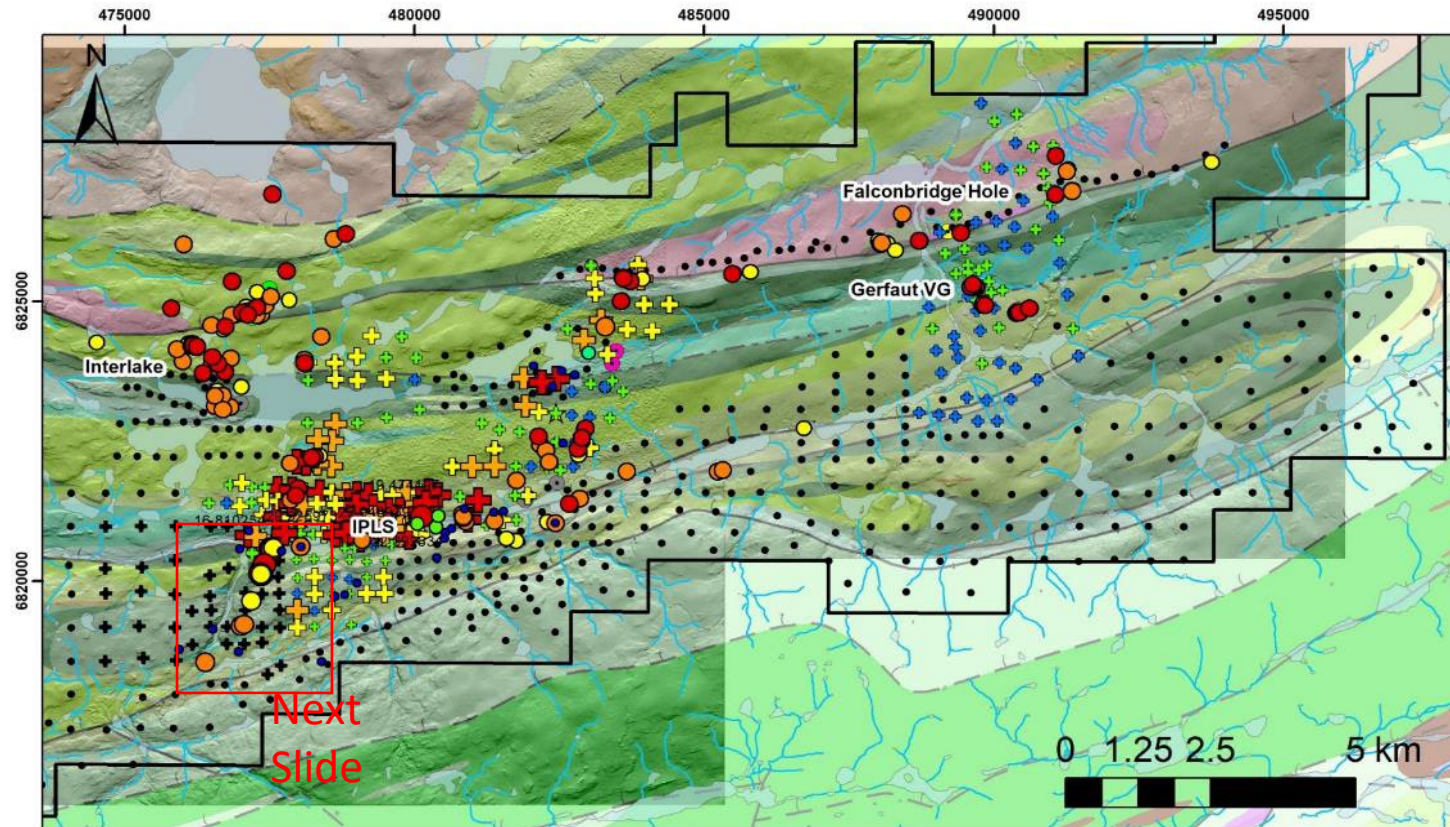 475000
480000
485000
490000
495000
N
Falconbridge Hole
6825000
Gerfaut VG
Interlake
IPLS
6820000
Next
Slide
0 1.25 2.5 5 km